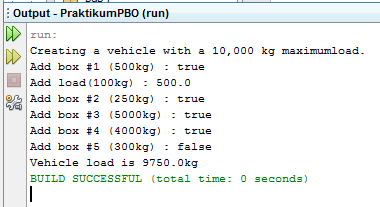 Output - PraktikumPBO (run)
run:
Creating a vehicle with a 10,000 kg maximumload.
Add box #1 (500kg) : true
Add load(100kg) : 500.0
Add box #2 (250kg) : true
Add box #3 (5000kg) : true
Add box #4 (4000kg) : true
Add box #5 (300kg) : false
Vehicle load is 9750.0kg
BUILD SUCCESSFUL (total time: 0 seconds)